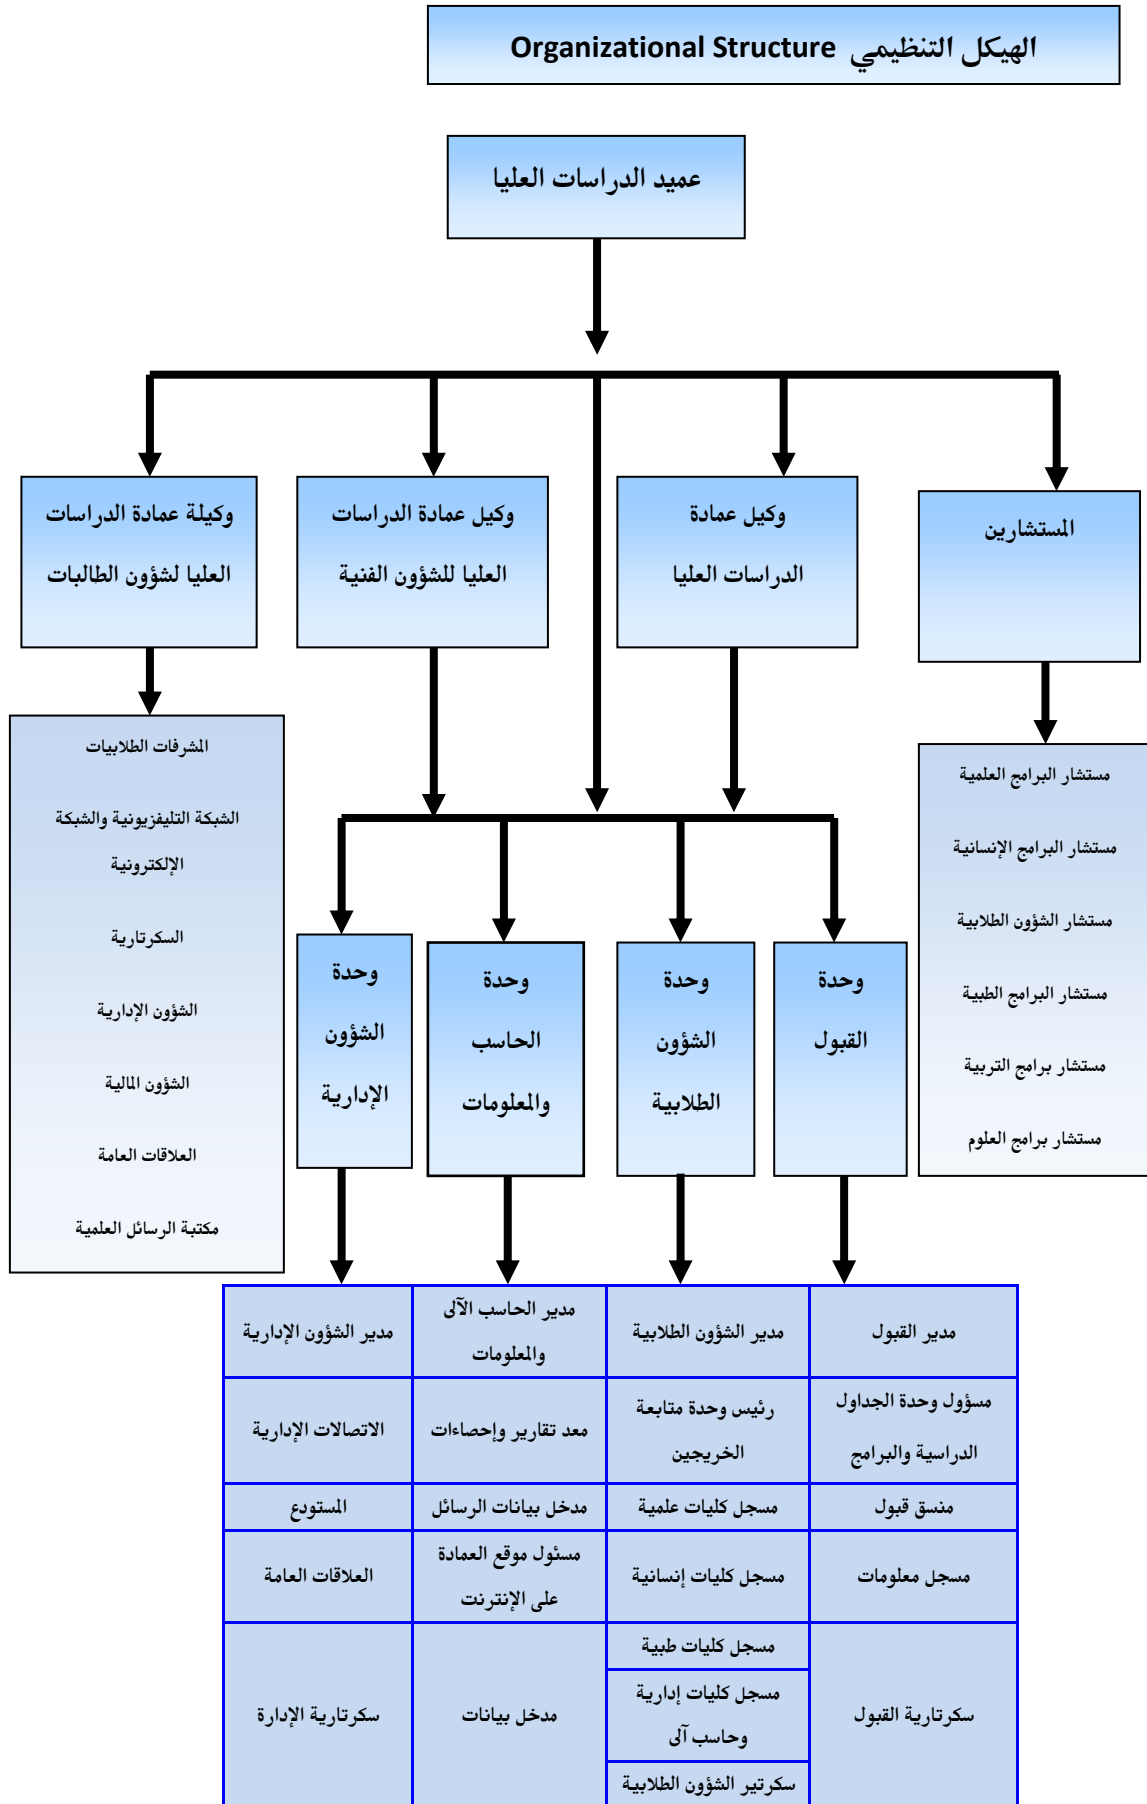 الهيكل التنظيمي Organizational Structure
عميد الدراسات العليا
المستشارين
وكيل عمادة
الدراسات العليا
وكيل عمادة الدراسات
العليا للشؤون الفنية
وكيلة عمادة الدراسات
العليا لشؤون الطالبات
مستشار البرامج العلمية
مستشار البرامج الإنسانية
مستشار الشؤون الطلابية
مستشار البرامج الطبية
مستشار برامج التربية
مستشار برامج العلوم
المشرفات الطلابيات
الشبكة التليفزيونية والشبكة
الإلكترونية
السكرتارية
الشؤون الإدارية
الشؤون المالية
العلاقات العامة
مكتبة الرسائل العلمية
وحدة
القبول
وحدة
الشؤون
الطلابية
وحدة
الحاسب
والمعلومات
وحدة
الشؤون
الإدارية
مدير القبول
مدير الشؤون الطلابية
مدير الحاسب الآلى
والمعلومات
مدير الشؤون الإدارية
مسؤول وحدة الجداول
الدراسية والبرامج
رئيس وحدة متابعة
الخريجين
معد تقارير وإحصاءات
الاتصالات الإدارية
منسق قبول
مسجل كليات علمية
مدخل بيانات الرسائل
المستودع
مسجل معلومات
مسجل كليات إنسانية
مسئول موقع العمادة
على الإنترنت
العلاقات العامة
سكرتارية القبول
مسجل كليات طبية
مسجل كليات إدارية
وحاسب آلى
سكرتير الشؤون الطلابية
مدخل بيانات
سكرتارية الإدارة